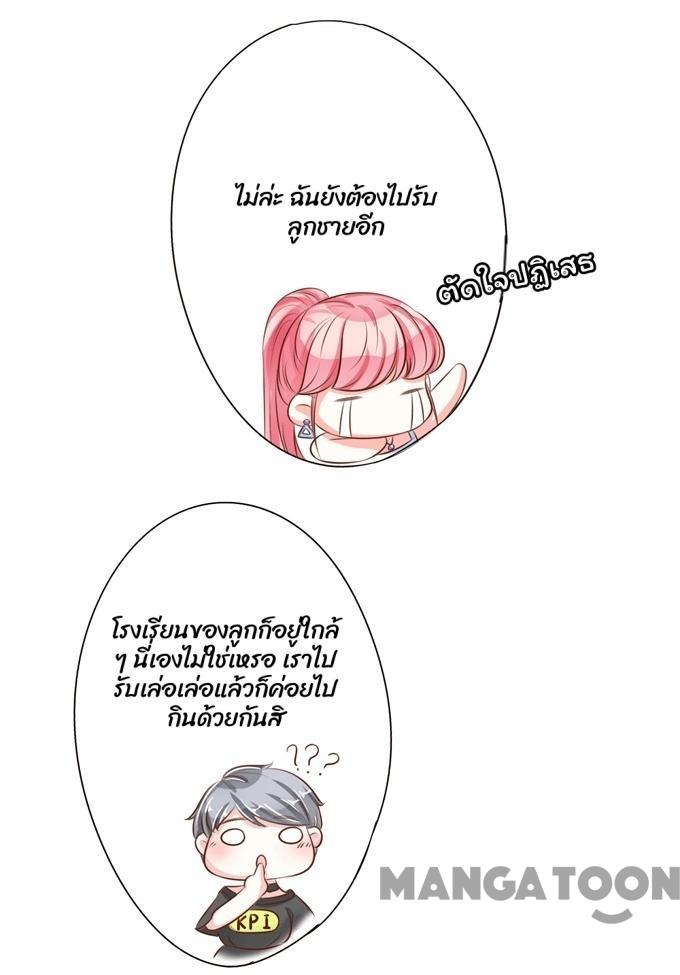 ไม่ล่ะ ฉันยังต้องไปรับ
ลูกชายอีก
ตัดใจปฏิเสธ
โรงเรียนของลูกก็อยู่ใกล้
ๆ นี่เองไม่ใช่เหรอ เราไป
รับเล่อเล่อแล้วก็ค่อยไป
กินด้วยกันสิ
???
KPI
MANGATOON